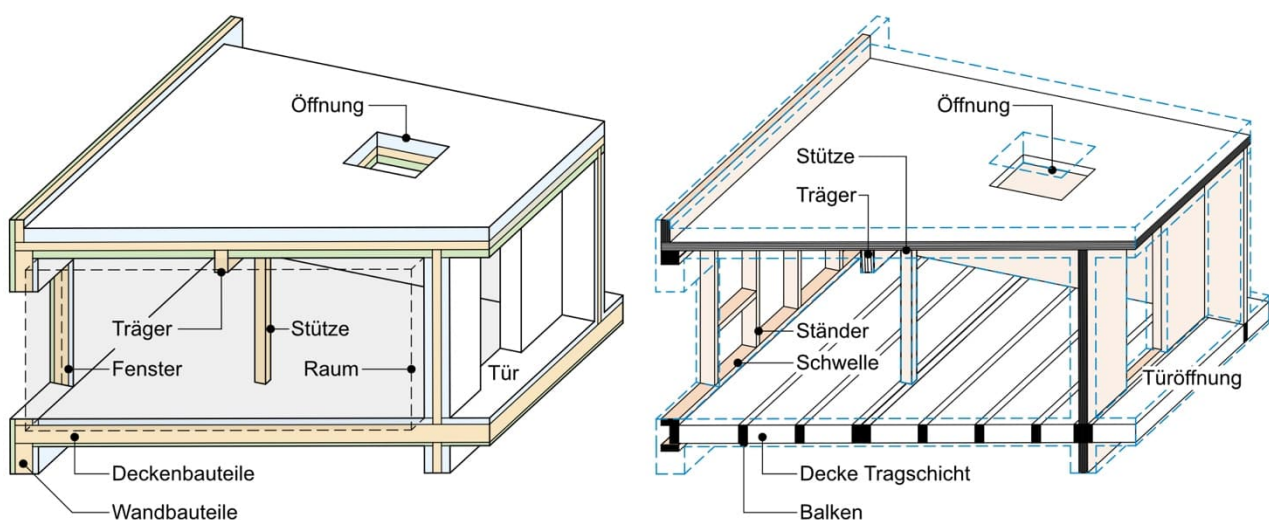 Öffnung
Träger
Stütze
Fenster
Raum
Tür
Deckenbauteile
Wandbauteile
Öffnung
Stütze
Träger
Ständer
Schwelle
Türöffnung
Decke Tragschicht
Balken